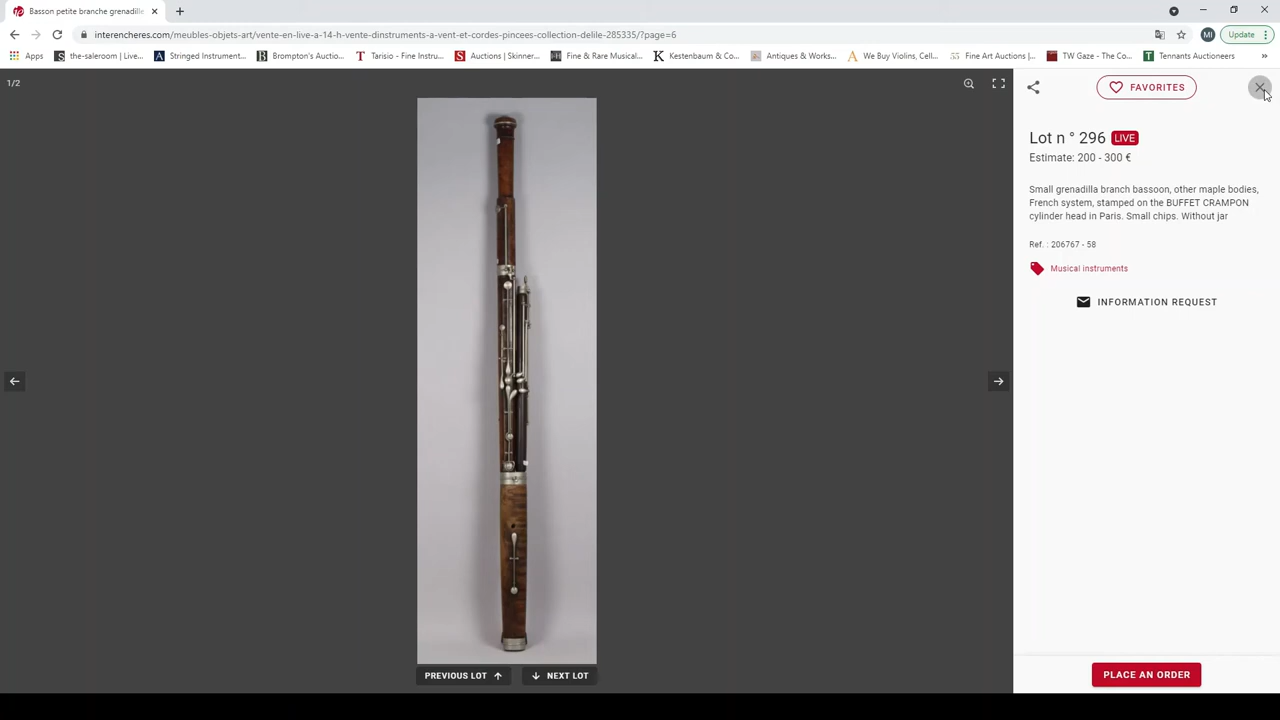 Basson petite branche grenadille
interencheres.com/meubles-objets-art/vente-en-live-a-14-h-vente-dinstruments-a-vent-et-cordes-pincees-collection-delile-285335/?page=6
MI
Update
Apps
the-saleroom | Live...
Stringed Instrument...
Brompton's Auctio...
Tarisio - Fine Instru...
Auctions | Skinner...
Fine & Rare Musical...
Kestenbaum & Co...
Antiques & Works...
We Buy Violins, Cell...
Fine Art Auctions |...
TW Gaze - The Co...
Tennants Auctioneers
»
1/2
FAVORITES
Lot n ° 296 LIVE
Estimate: 200 - 300 €
Small grenadilla branch bassoon, other maple bodies,
French system, stamped on the BUFFET CRAMPON
cylinder head in Paris. Small chips. Without jar
Ref. : 206767 - 58
Musical instruments
INFORMATION REQUEST
PREVIOUS LOT
NEXT LOT
PLACE AN ORDER